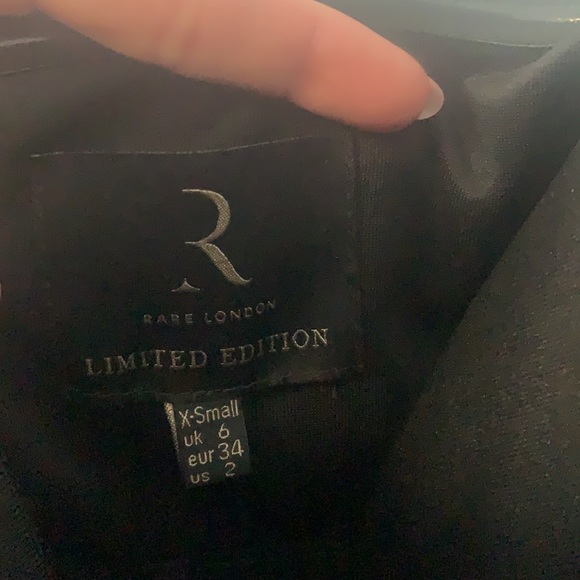 R
RARE LONDON
LIMITED EDITION
X-Small
uk 6
eur 34
us 2